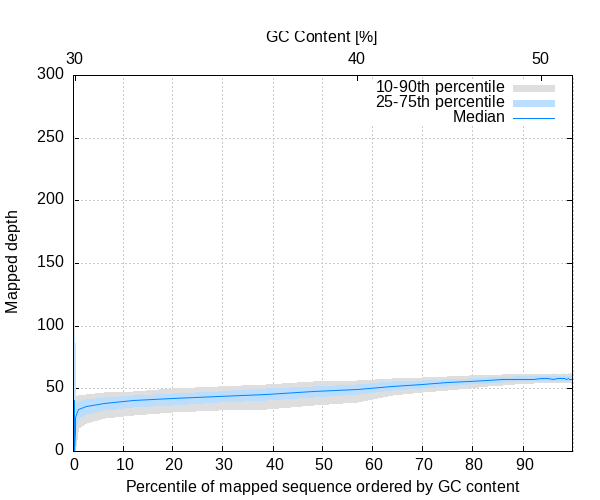 GC Content [%]
30 40 50
300
10-90th percentile
25-75th percentile
Median
250
200
Mapped depth
150
100
50
0
0 10 20 30 40 50 60 70 80 90
Percentile of mapped sequence ordered by GC content